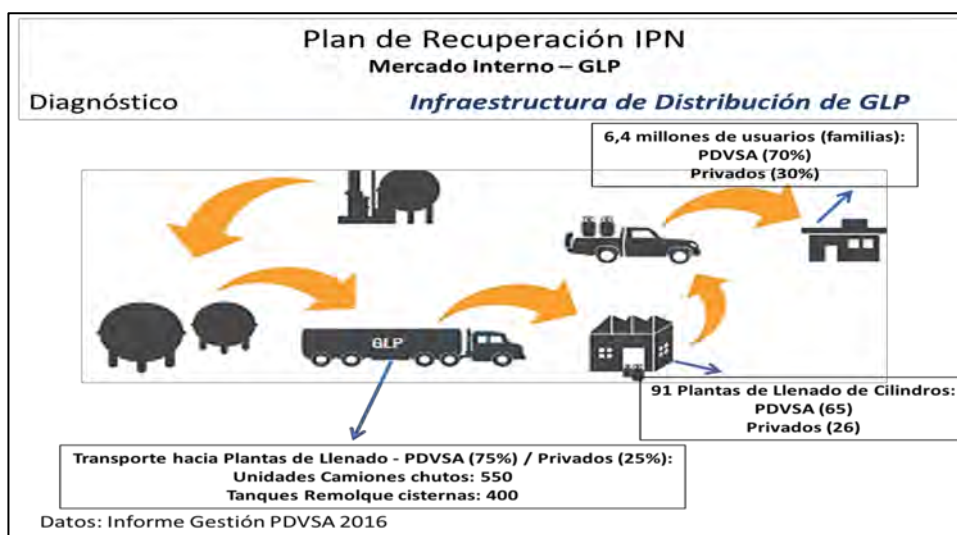 Plan de Recuperación IPN
Mercado Interno – GLP
Diagnóstico
Infraestructura de Distribución de GLP
6,4 millones de usuarios (familias):
PDVSA (70%)
Privados (30%)
GLP
91 Plantas de Llenado de Cilindros:
PDVSA (65)
Privados (26)
Transporte hacia Plantas de Llenado - PDVSA (75%) / Privados (25%):
Unidades Camiones chutos: 550
Tanques Remolque cisternas: 400
Datos: Informe Gestión PDVSA 2016